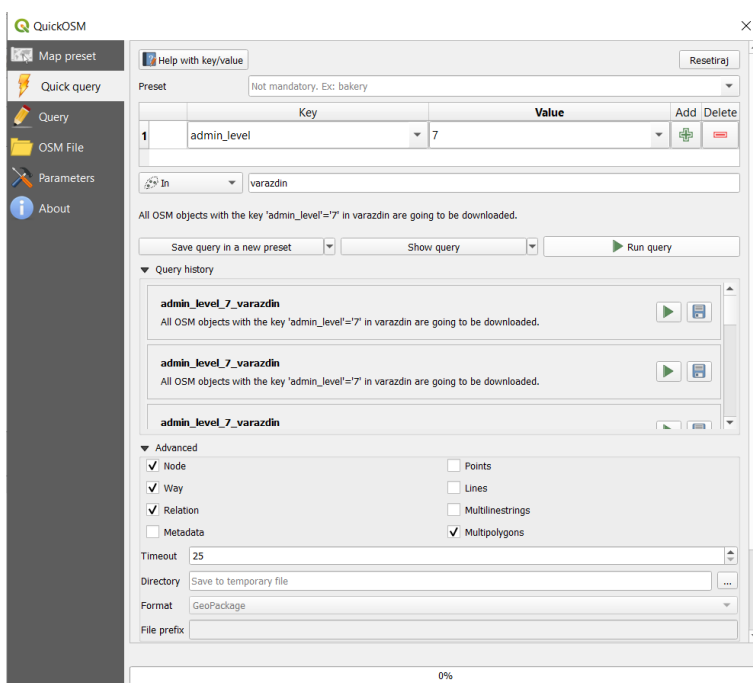 QuickOSM
Map preset
Quick query
Query
OSM File
Parameters
About
Help with key/value
Resetiraj
Preset
Not mandatory. Ex: bakery
Key Value Add Delete
1 admin_level 7
In varazdin
All OSM objects with the key 'admin_level'='7' in varazdin are going to be downloaded.
Save query in a new preset Show query Run query
Query history
admin_level_7_varazdin
All OSM objects with the key 'admin_level'='7' in varazdin are going to be downloaded.
admin_level_7_varazdin
All OSM objects with the key 'admin_level'='7' in varazdin are going to be downloaded.
admin_level_7_varazdin
Advanced
Node Points
Way Lines
Relation Multilinestrings
Metadata Multipolygons
Timeout 25
Directory Save to temporary file ...
Format GeoPackage
File prefix
0%